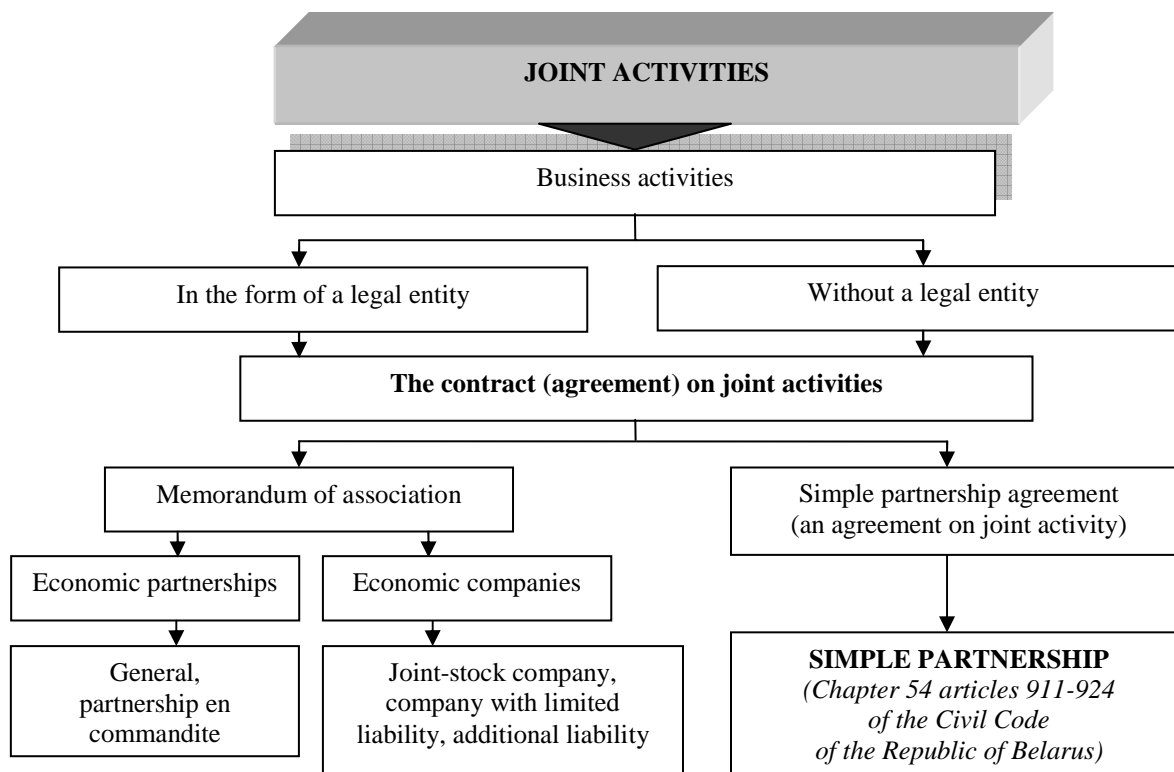 JOINT ACTIVITIES
Business activities
In the form of a legal entity
Without a legal entity
The contract (agreement) on joint activities
Memorandum of association
Simple partnership agreement
(an agreement on joint activity)
Economic partnerships
Economic companies
General,
partnership en
commandite
Joint-stock company,
company with limited
liability, additional liability
SIMPLE PARTNERSHIP
(Chapter 54 articles 911-924
of the Civil Code
of the Republic of Belarus)